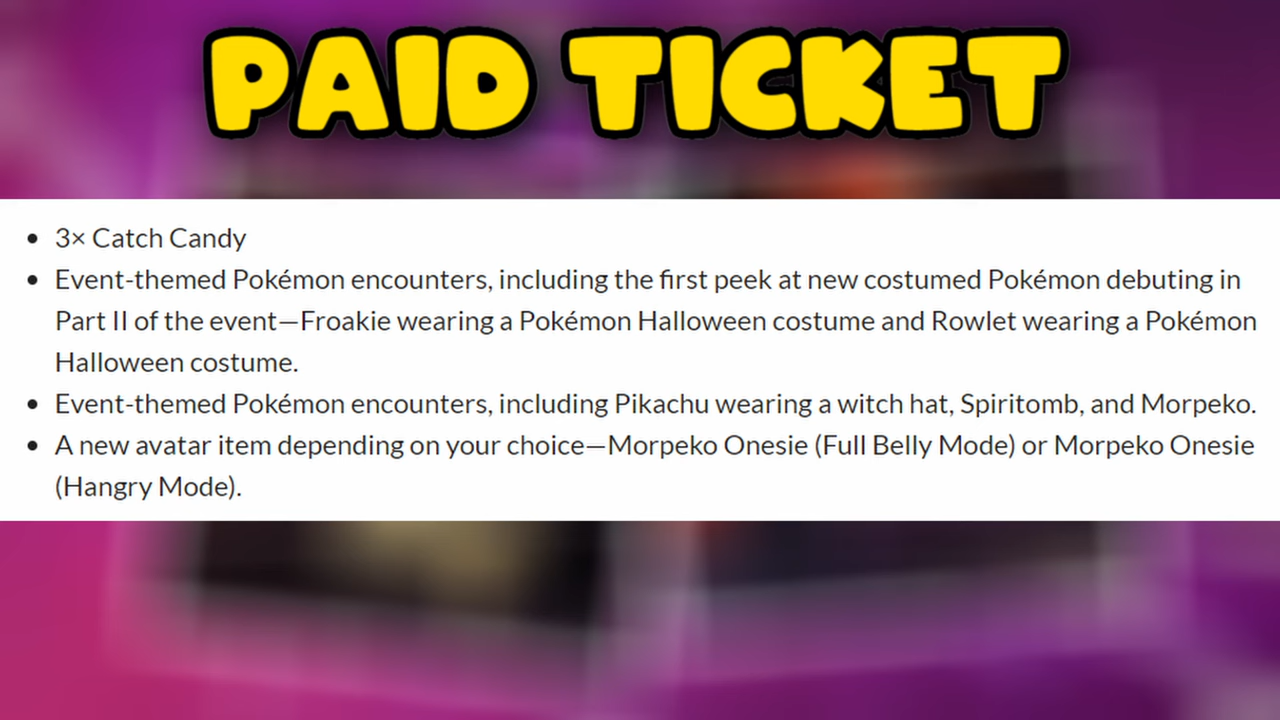 PAID TICKET
• 3× Catch Candy
• Event-themed Pokémon encounters, including the first peek at new costumed Pokémon debuting in
Part II of the event—Froakie wearing a Pokémon Halloween costume and Rowlet wearing a Pokémon
Halloween costume.
• Event-themed Pokémon encounters, including Pikachu wearing a witch hat, Spiritomb, and Morpeko.
• A new avatar item depending on your choice—Morpeko Onesie (Full Belly Mode) or Morpeko Onesie
(Hangry Mode).